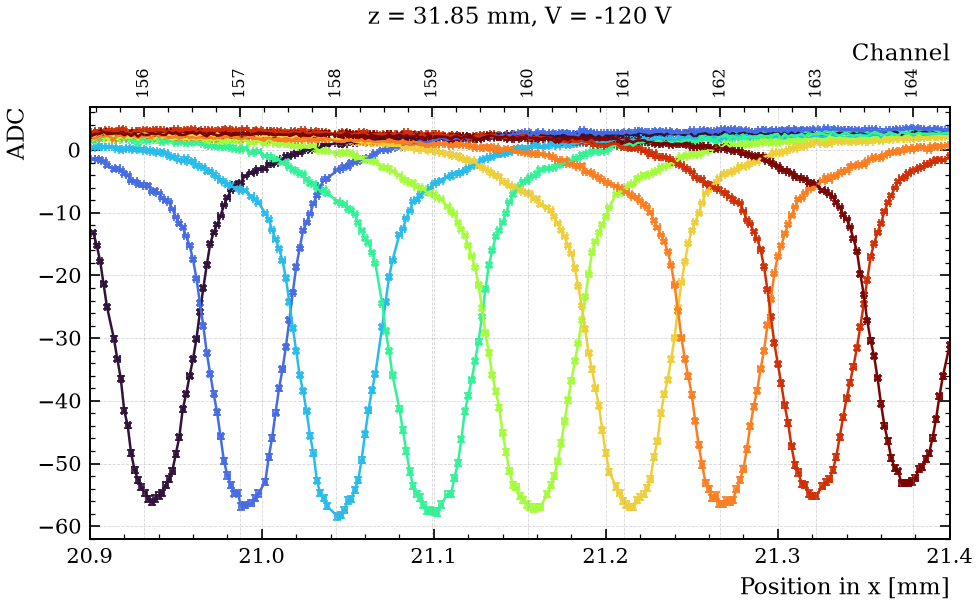 z = 31.85 mm, V = -120 V
Channel
156 157 158 159 160 161 162 163 164
ADC
0
−10
−20
−30
−40
−50
−60
20.9 21.0 21.1 21.2 21.3 21.4
Position in x [mm]